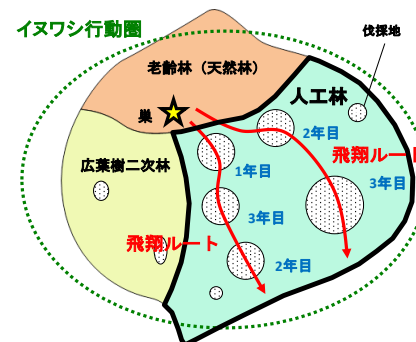 イヌワシ行動圏
伐採地
老齢林（天然林）
人工林
巣
2年目
飛翔ルート
広葉樹二次林
1年目
3年目
3年目
飛翔ルート
2年目